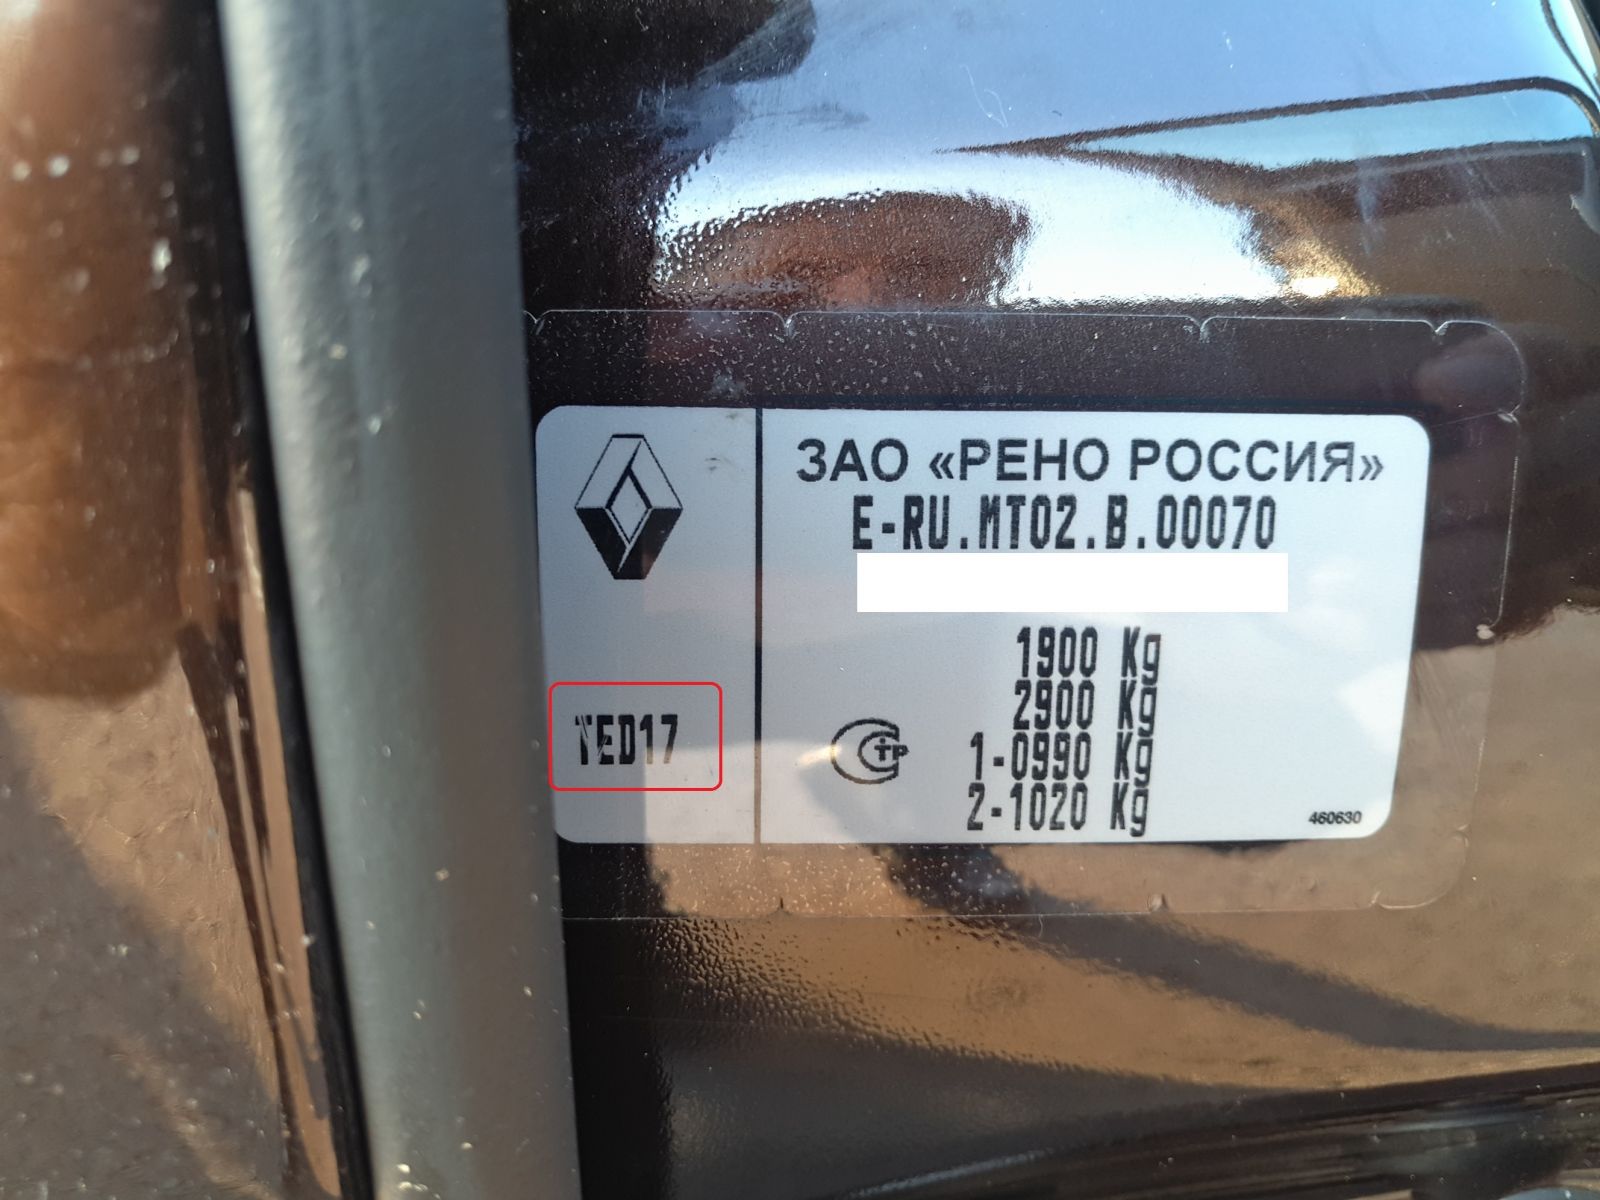 ЗАО «РЕНО РОССИЯ»
E-RU.MT02.B.00070
1900 Kg
2900 Kg
1-0990 Kg
2-1020 Kg
TED17
460630